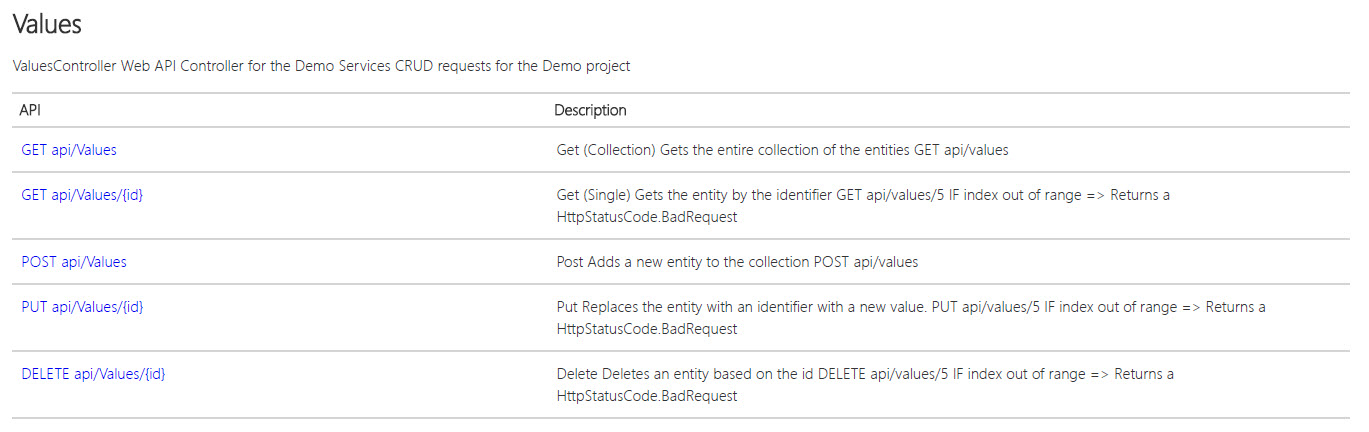 Values
ValuesController Web API Controller for the Demo Services CRUD requests for the Demo project
API Description
GET api/Values Get (Collection) Gets the entire collection of the entities GET api/values
GET api/Values/{id} Get (Single) Gets the entity by the identifier GET api/values/5 IF index out of range => Returns a
HttpStatusCode.BadRequest
POST api/Values Post Adds a new entity to the collection POST api/values
PUT api/Values/{id} Put Replaces the entity with an identifier with a new value. PUT api/values/5 IF index out of range => Returns a
HttpStatusCode.BadRequest
DELETE api/Values/{id} Delete Deletes an entity based on the id DELETE api/values/5 IF index out of range => Returns a
HttpStatusCode.BadRequest